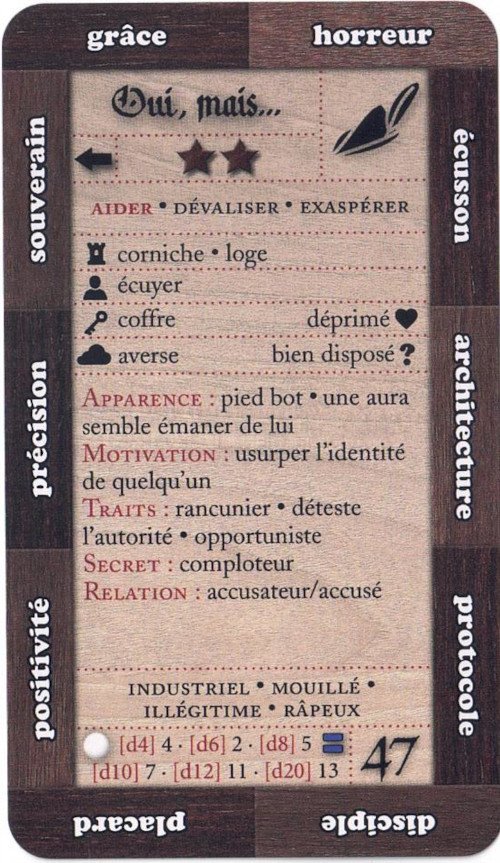 grâce
horreur
souverain
précision
positivité
écusson
architecture
protocole
Oui, mais...
AIDER • DÉVALISER • EXASPÉRER
corniche • loge
écuyer
coffre déprimé
averse bien disposé ?
APPARENCE : pied bot • une aura
semble émaner de lui
MOTIVATION : usurper l'identité
de quelqu'un
TRAITS : rancunier • déteste
l'autorité • opportuniste
SECRET : comploteur
RELATION : accusateur/accusé
INDUSTRIEL • MOUILLÉ •
ILLÉGITIME • RÂPEUX
[d4] 4 · [d6] 2 · [d8] 5
[d10] 7 · [d12] 11 · [d20] 13
47
placard
disciple